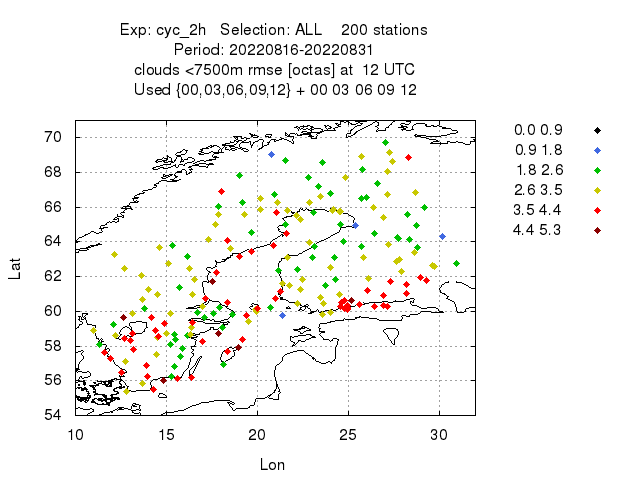 Exp: cyc_2h Selection: ALL 200 stations
Period: 20220816-20220831
clouds <7500m rmse [octas] at 12 UTC
Used {00,03,06,09,12} + 00 03 06 09 12
70
68
66
64
62
60
58
56
54
Lat
10 15 20 25 30
Lon
0.0 0.9
0.9 1.8
1.8 2.6
2.6 3.5
3.5 4.4
4.4 5.3